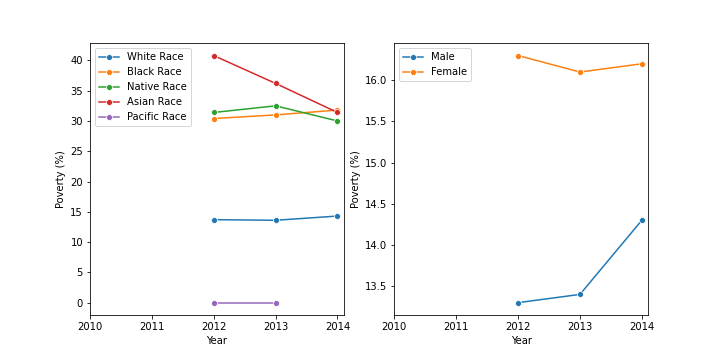 White Race
Black Race
Native Race
Asian Race
Pacific Race
40
35
30
25
20
15
10
5
0
Poverty (%)
2010 2011 2012 2013 2014
Year
Male
Female
16.0
15.5
15.0
14.5
14.0
13.5
Poverty (%)
2010 2011 2012 2013 2014
Year